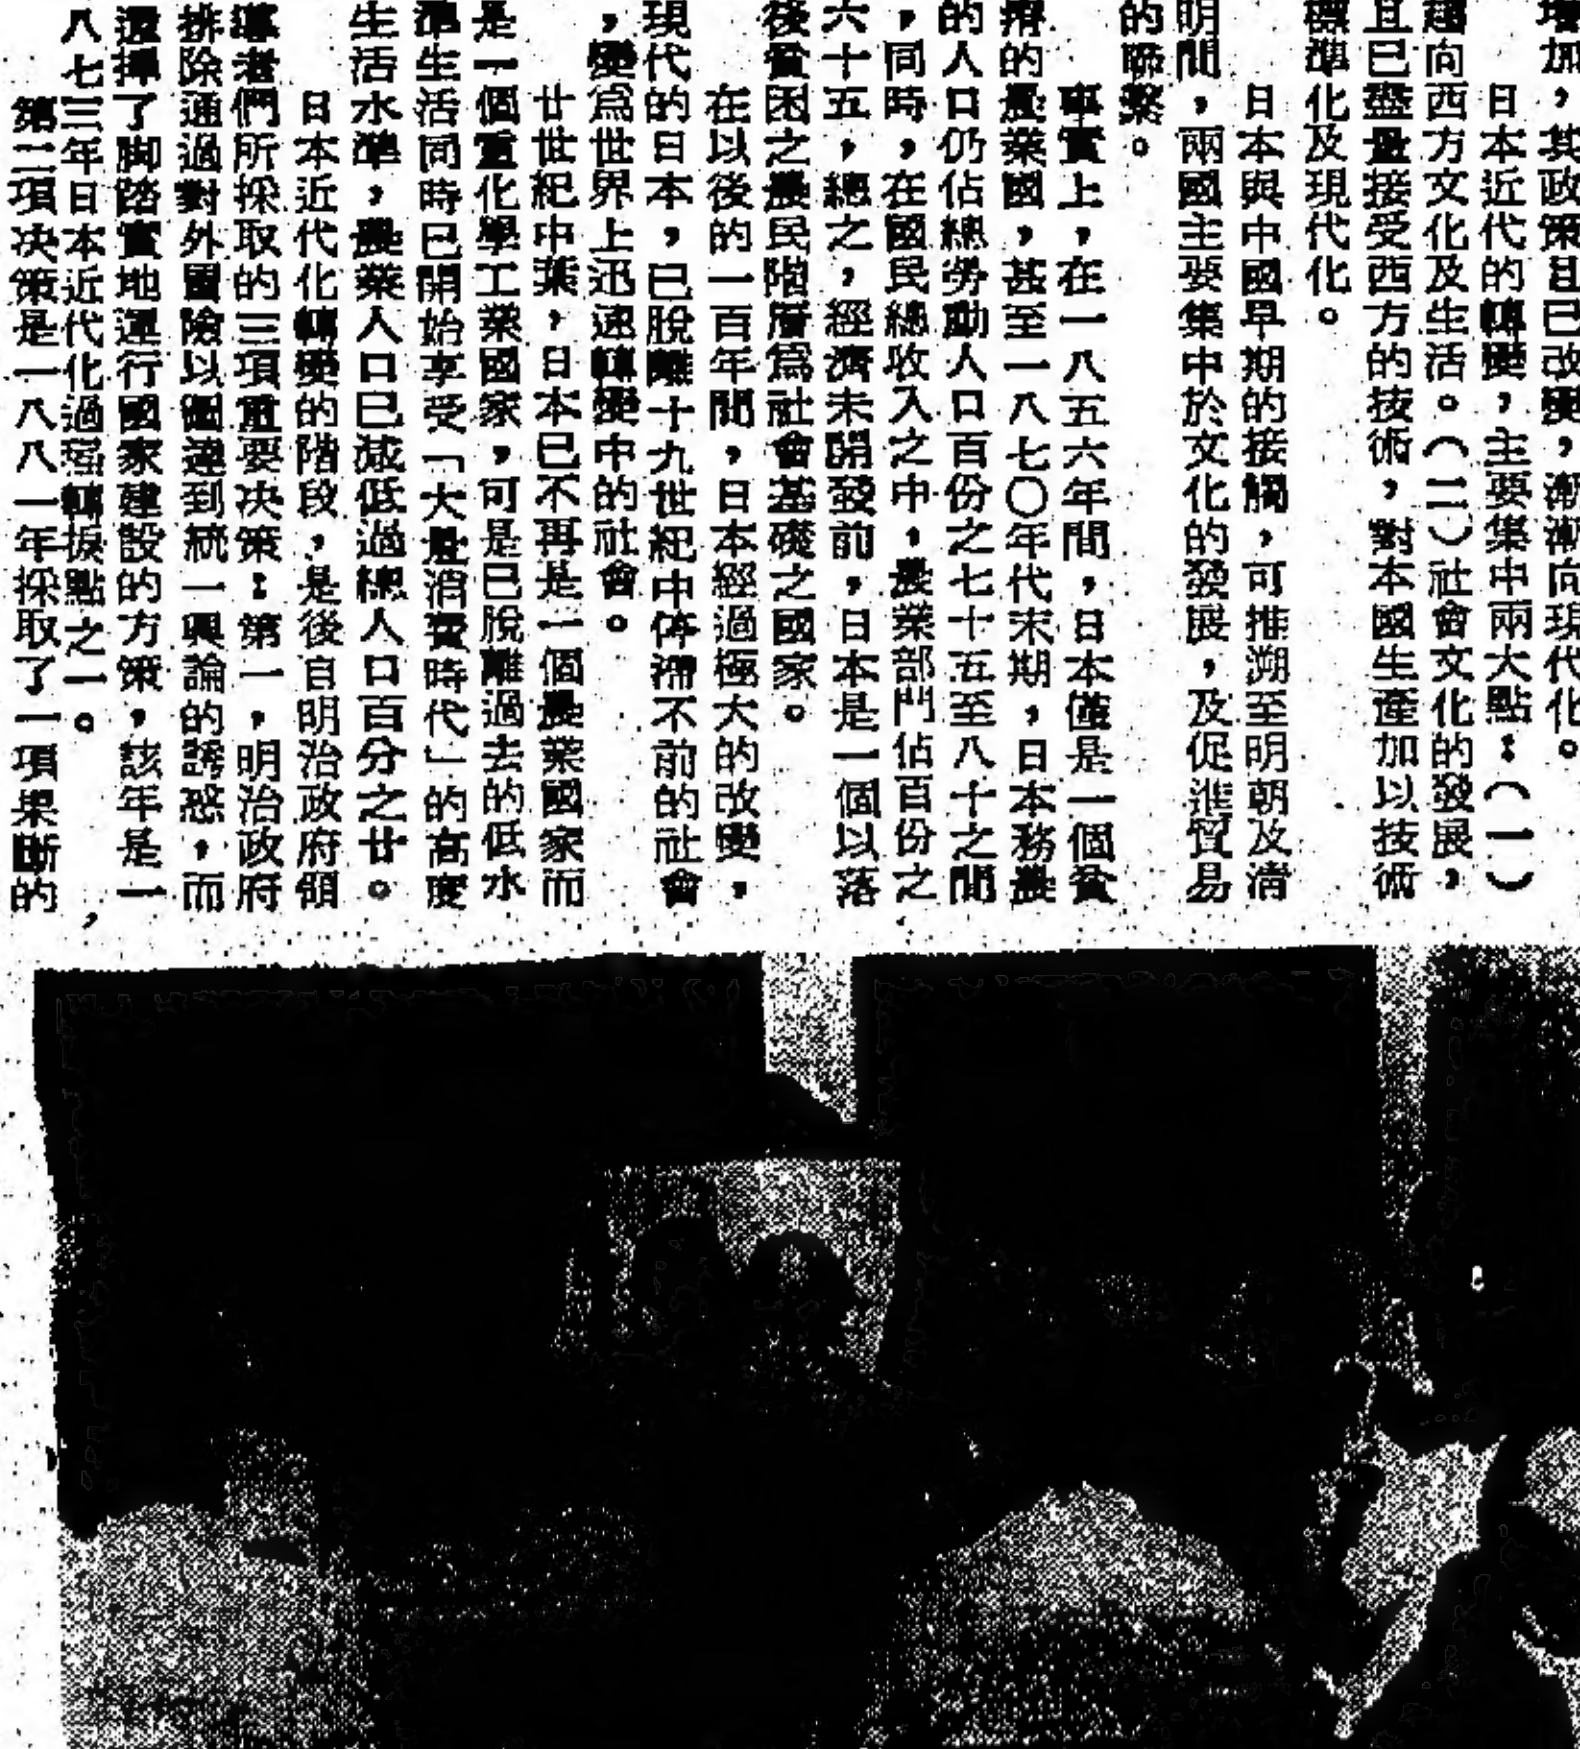 增加，其政策且已改變，漸漸向現代化。
日本近代的轉變，主要集中兩大點：（一）
趨向西方文化及生活。（二）社會文化的發展，
且已盡量接受西方的技術，對本國生產加以技術
標準化及現代化。
日本與中國早期的接觸，可推溯至明朝及清
明間，兩國主要集中於文化的發展，及促進貿易
的聯繫。
事實上，在一八五六年間，日本僅是一個貧
瘠的農業國，甚至一八七〇年代末期，日本務農
的人口仍佔總勞動人口百份之七十五至八十之間
，同時，在國民總收入之中，農業部門佔百份之
六十五，總之，經濟未開發前，日本是一個以落
後貧困之農民階層為社會基礎之國家。
在以後的一百年間，日本經過極大的改變，
現代的日本，已脫離十九世紀中停滯不前的社會
，變為世界上迅速轉變中的社會。
廿世紀中葉，日本已不再是一個農業國家而
是一個重化學工業國家，可是已脫離過去的低水
準生活同時已開始享受「大量消費時代」的高度
生活水準，農業人口已減低過總人口百分之廿。
日本近代化轉變的階段，是後自明治政府領
導者們所採取的三項重要決策：第一，明治政府
排除通過對外冒險以個達到統一輿論的誘惑，而
選擇了脚踏實地運行國家建設的方策，該年是一
八七三年日本近代化過程轉捩點之一。
第二項決策是一八八一年採取了一項果斷的